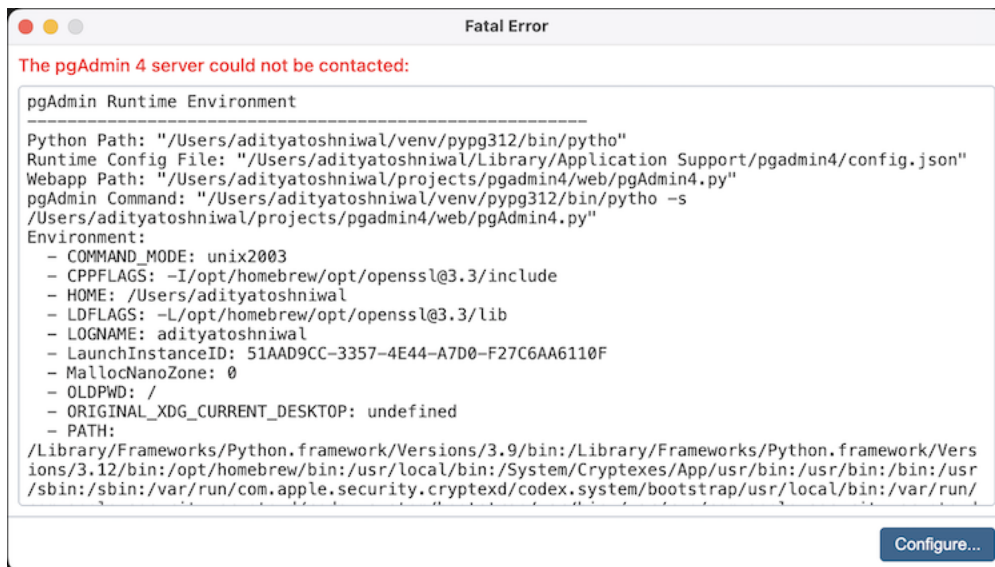 Fatal Error
The pgAdmin 4 server could not be contacted:
pgAdmin Runtime Environment
--------------------------------------------------------
Python Path: "/Users/adityatoshniwal/venv/pypg312/bin/pytho"
Runtime Config File: "/Users/adityatoshniwal/Library/Application Support/pgadmin4/config.json"
Webapp Path: "/Users/adityatoshniwal/projects/pgadmin4/web/pgAdmin4.py"
pgAdmin Command: "/Users/adityatoshniwal/venv/pypg312/bin/pytho -s
/Users/adityatoshniwal/projects/pgadmin4/web/pgAdmin4.py"
Environment:
- COMMAND_MODE: unix2003
- CPPFLAGS: -I/opt/homebrew/opt/openssl@3.3/include
- HOME: /Users/adityatoshniwal
- LDFLAGS: -L/opt/homebrew/opt/openssl@3.3/lib
- LOGNAME: adityatoshniwal
- LaunchInstanceID: 51AAD9CC-3357-4E44-A7D0-F27C6AA6110F
- MallocNanoZone: 0
- OLDPWD: /
- ORIGINAL_XDG_CURRENT_DESKTOP: undefined
- PATH:
/Library/Frameworks/Python.framework/Versions/3.9/bin:/Library/Frameworks/Python.framework/Vers
ions/3.12/bin:/opt/homebrew/bin:/usr/local/bin:/System/Cryptexes/App/usr/bin:/usr/bin:/bin:/usr
/sbin:/sbin:/var/run/com.apple.security.cryptexd/codex.system/bootstrap/usr/local/bin:/var/run/
Configure...